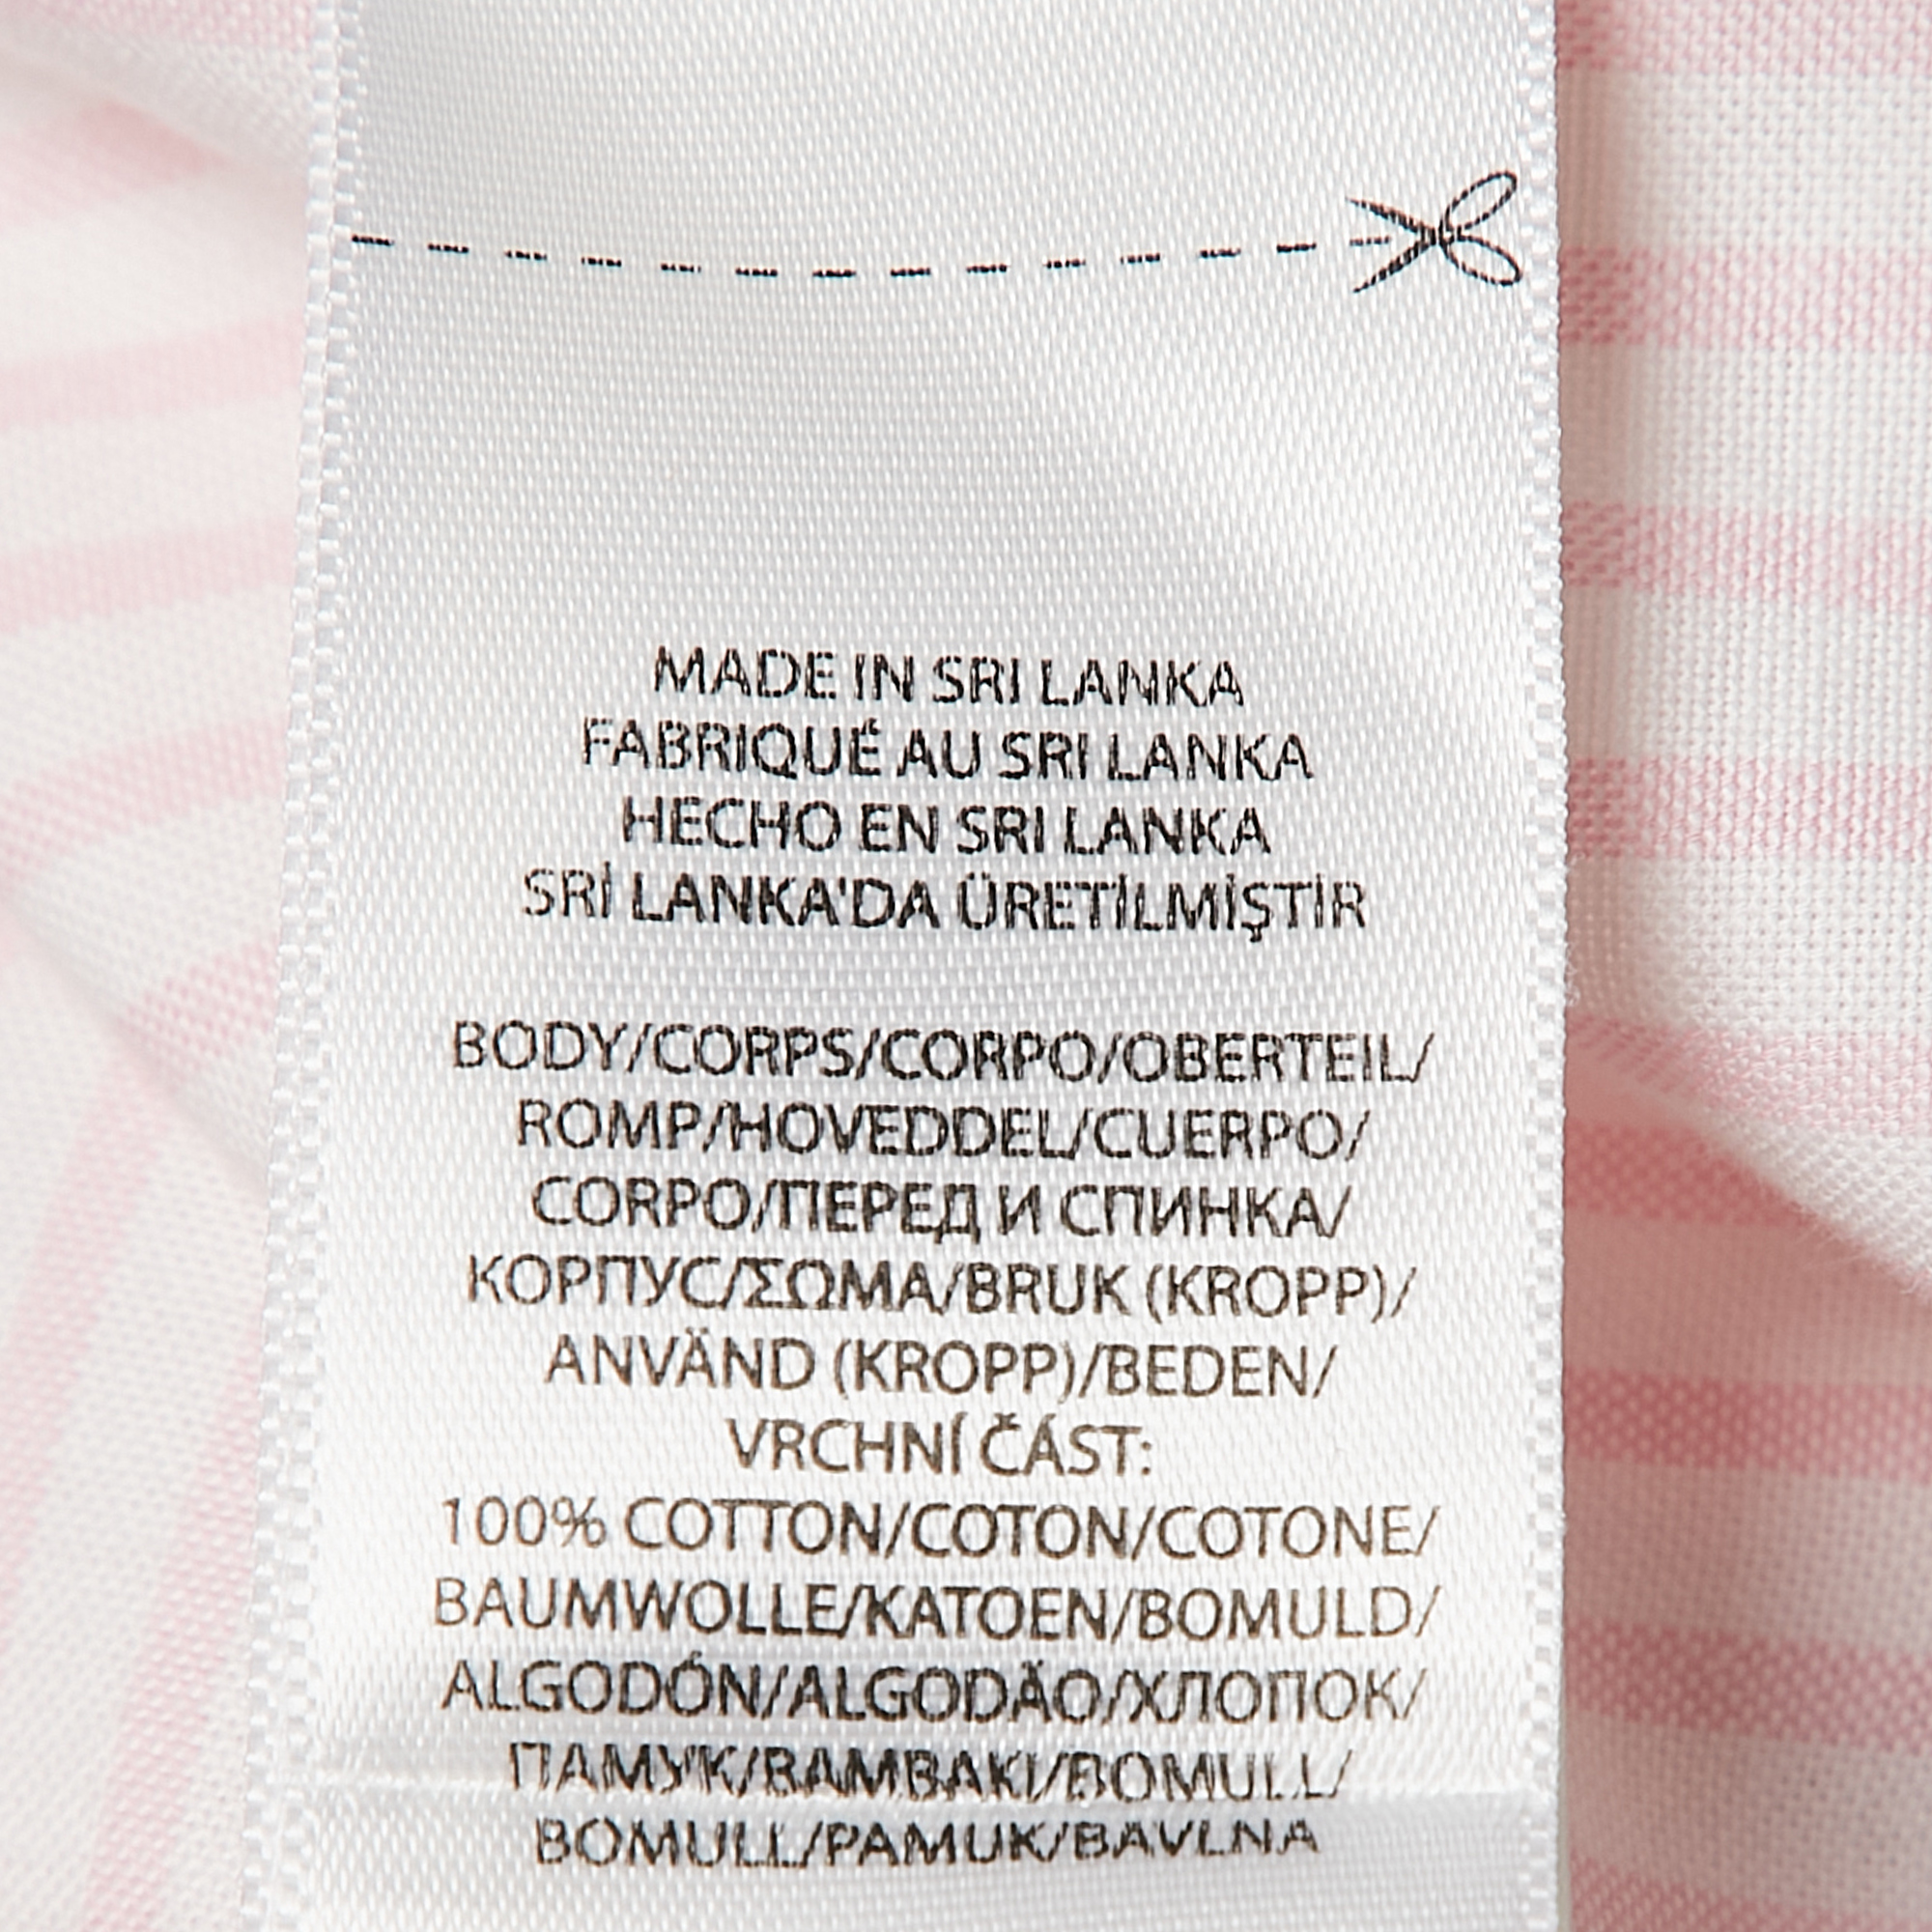 MADE IN SRI LANKA
FABRIQUÉ AU SRI LANKA
HECHO EN SRI LANKA
SRİ LANKA'DA ÜRETİLMİŞTİR
BODY/CORPS/CORPO/OBERTEIL/
ROMP/HOVEDDEL/CUERPO/
CORPO/ПЕРЕД И СПИНКА/
КОРПУС/ΣΩΜΑ/BRUK (KROPP)/
ANVÄND (KROPP)/BEDEN/
VRCHNÍ ČÁST:
100% COTTON/COTON/COTONE/
BAUMWOLLE/KATOEN/BOMULD/
ALGODÓN/ALGODÃO/ХЛОПОК/
ПАМУК/ΒΑΜΒΑΚΙ/BOMULL/
BOMULL/PAMUK/BAVLNA